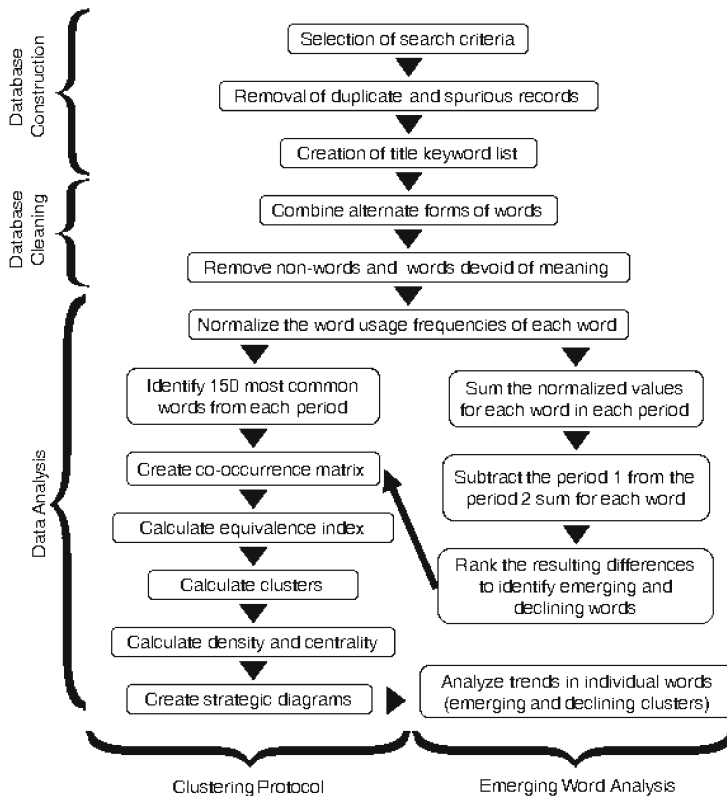 Database
Construction
Selection of search criteria
Removal of duplicate and spurious records
Creation of title keyword list
Database
Cleaning
Combine alternate forms of words
Remove non-words and words devoid of meaning
Data Analysis
Normalize the word usage frequencies of each word
Identify 150 most common
words from each period
Create co-occurrence matrix
Calculate equivalence index
Calculate clusters
Calculate density and centrality
Create strategic diagrams
Sum the normalized values
for each word in each period
Subtract the period 1 from the
period 2 sum for each word
Rank the resulting differences
to identify emerging and
declining words
Analyze trends in individual words
(emerging and declining clusters)
Clustering Protocol
Emerging Word Analysis